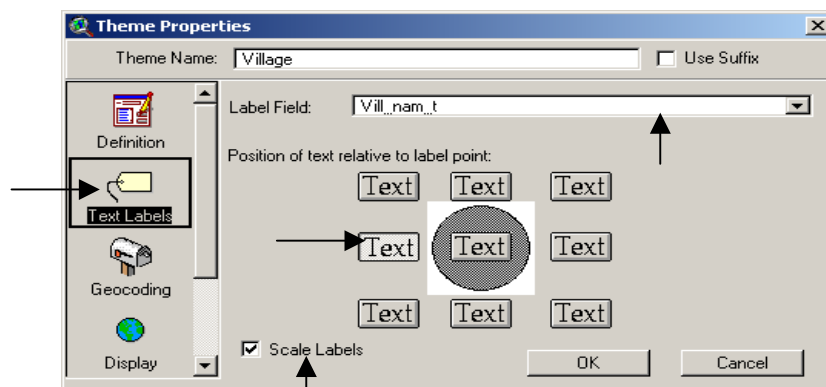 Theme Properties
Theme Name: Village Use Suffix
Label Field: Vill_nam_t
Definition
Position of text relative to label point:
Text Text Text
Text Labels
Text Text Text
Geocoding
Text Text Text
Scale Labels
Display
OK Cancel